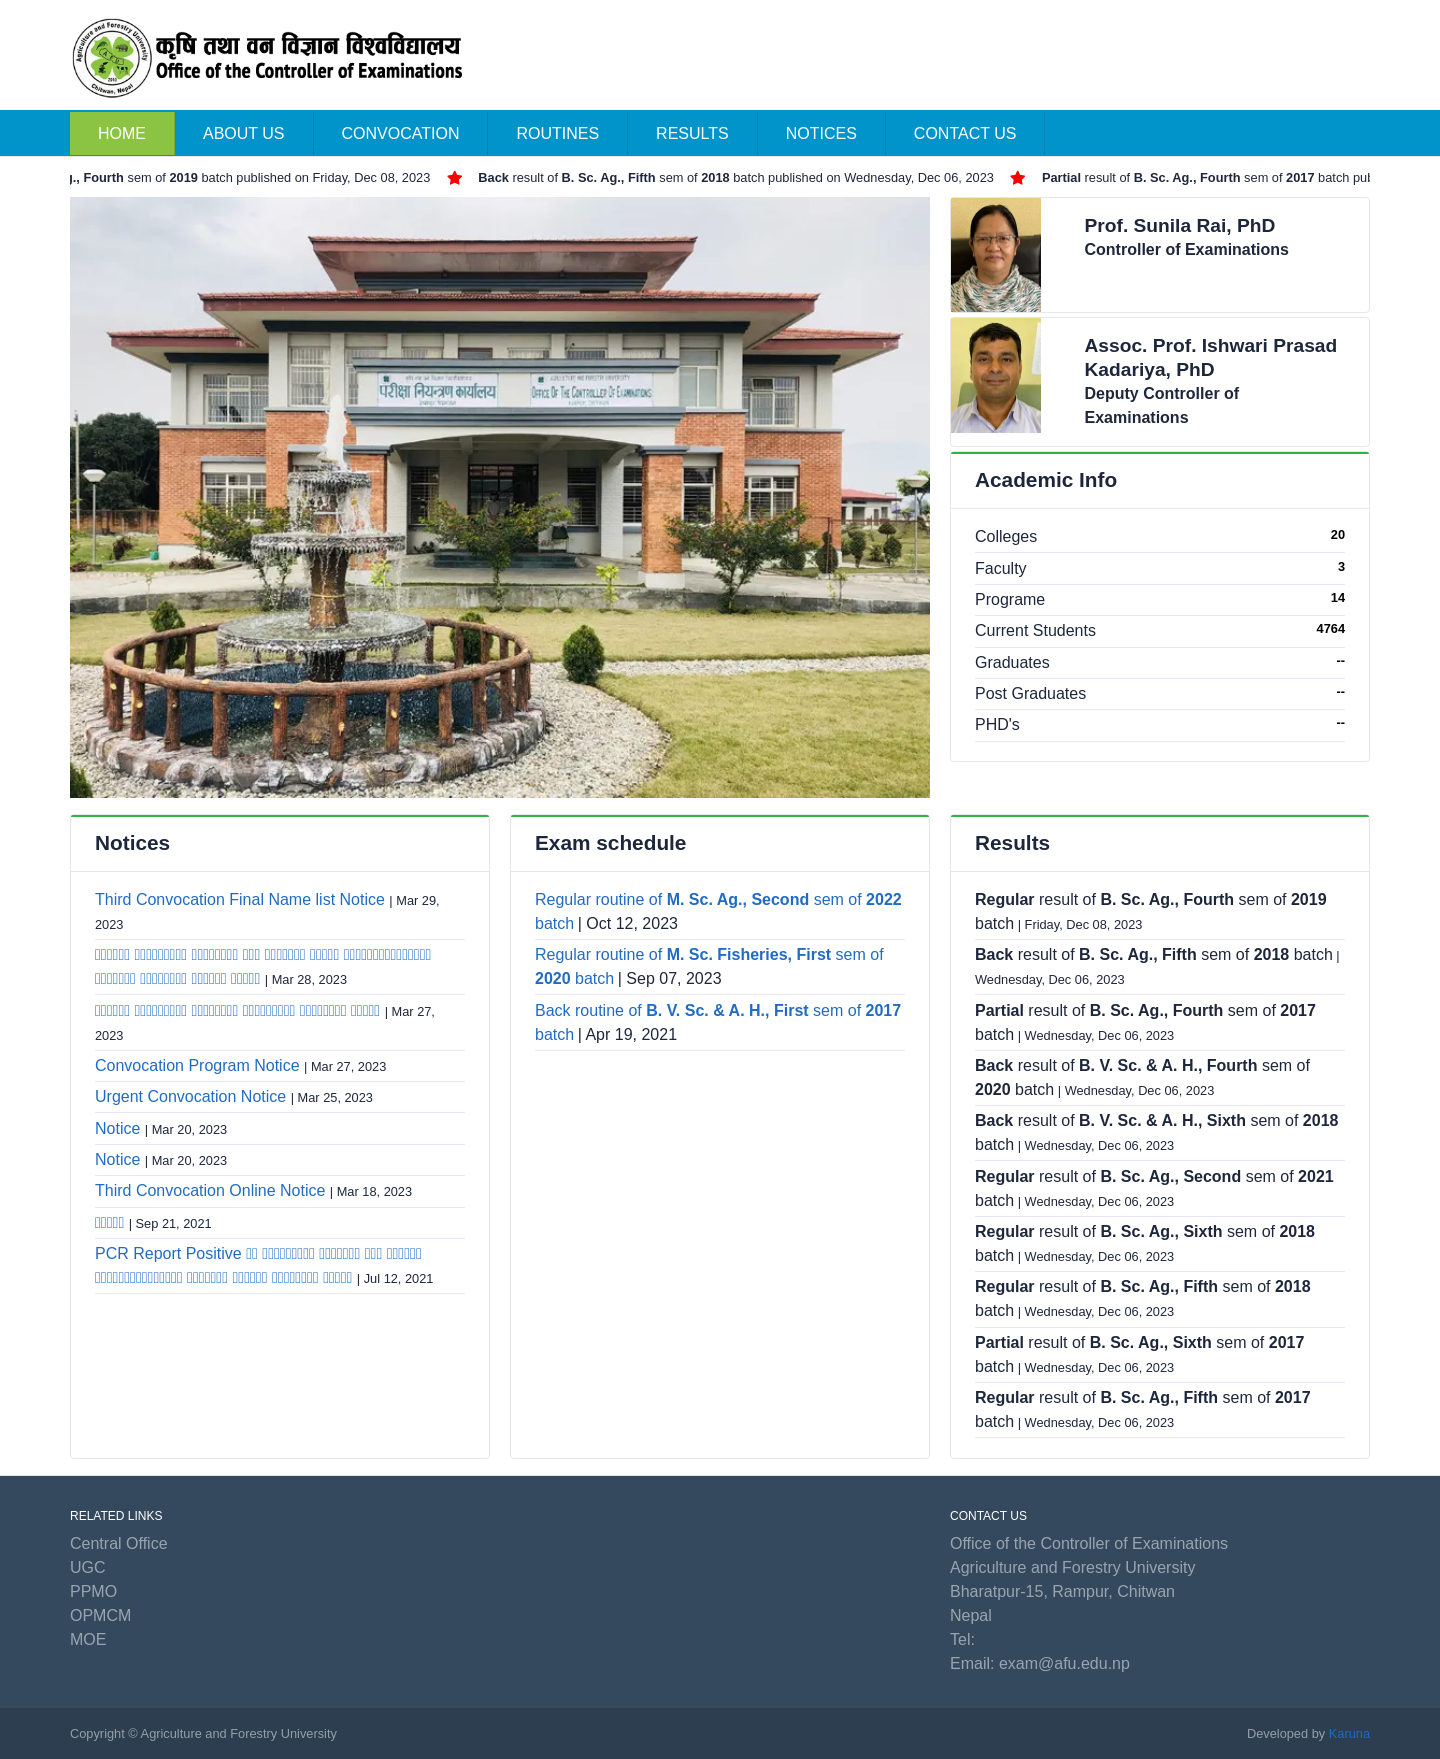 कृषि तथा वन विज्ञान विश्वविद्यालय
Office of the Controller of Examinations
Agriculture and Forestry University
Chitwan, Nepal
HOME
ABOUT US
CONVOCATION
ROUTINES
RESULTS
NOTICES
CONTACT US
g., Fourth sem of 2019 batch published on Friday, Dec 08, 2023 Back result of B. Sc. Ag., Fifth sem of 2018 batch published on Wednesday, Dec 06, 2023 Partial result of B. Sc. Ag., Fourth sem of 2017 batch
परीक्षा नियन्त्रण कार्यालय
AGRICULTURE AND FORESTRY UNIVERSITY
OFFICE OF THE CONTROLLER OF EXAMINATIONS
Prof. Sunila Rai, PhD
Controller of Examinations
Assoc. Prof. Ishwari Prasad
Kadariya, PhD
Deputy Controller of
Examinations
Academic Info
Colleges 20
Faculty 3
Programe 14
Current Students 4764
Graduates --
Post Graduates --
PHD's --
Notices
Third Convocation Final Name list Notice | Mar 29,
2023
| Mar 28, 2023
| Mar 27,
2023
Convocation Program Notice | Mar 27, 2023
Urgent Convocation Notice | Mar 25, 2023
Notice | Mar 20, 2023
Notice | Mar 20, 2023
Third Convocation Online Notice | Mar 18, 2023
| Sep 21, 2021
PCR Report Positive
| Jul 12, 2021
Exam schedule
Regular routine of M. Sc. Ag., Second sem of 2022
batch | Oct 12, 2023
Regular routine of M. Sc. Fisheries, First sem of
2020 batch | Sep 07, 2023
Back routine of B. V. Sc. & A. H., First sem of 2017
batch | Apr 19, 2021
Results
Regular result of B. Sc. Ag., Fourth sem of 2019
batch | Friday, Dec 08, 2023
Back result of B. Sc. Ag., Fifth sem of 2018 batch |
Wednesday, Dec 06, 2023
Partial result of B. Sc. Ag., Fourth sem of 2017
batch | Wednesday, Dec 06, 2023
Back result of B. V. Sc. & A. H., Fourth sem of
2020 batch | Wednesday, Dec 06, 2023
Back result of B. V. Sc. & A. H., Sixth sem of 2018
batch | Wednesday, Dec 06, 2023
Regular result of B. Sc. Ag., Second sem of 2021
batch | Wednesday, Dec 06, 2023
Regular result of B. Sc. Ag., Sixth sem of 2018
batch | Wednesday, Dec 06, 2023
Regular result of B. Sc. Ag., Fifth sem of 2018
batch | Wednesday, Dec 06, 2023
Partial result of B. Sc. Ag., Sixth sem of 2017
batch | Wednesday, Dec 06, 2023
Regular result of B. Sc. Ag., Fifth sem of 2017
batch | Wednesday, Dec 06, 2023
RELATED LINKS
Central Office
UGC
PPMO
OPMCM
MOE
CONTACT US
Office of the Controller of Examinations
Agriculture and Forestry University
Bharatpur-15, Rampur, Chitwan
Nepal
Tel:
Email: exam@afu.edu.np
Copyright © Agriculture and Forestry University
Developed by Karuna